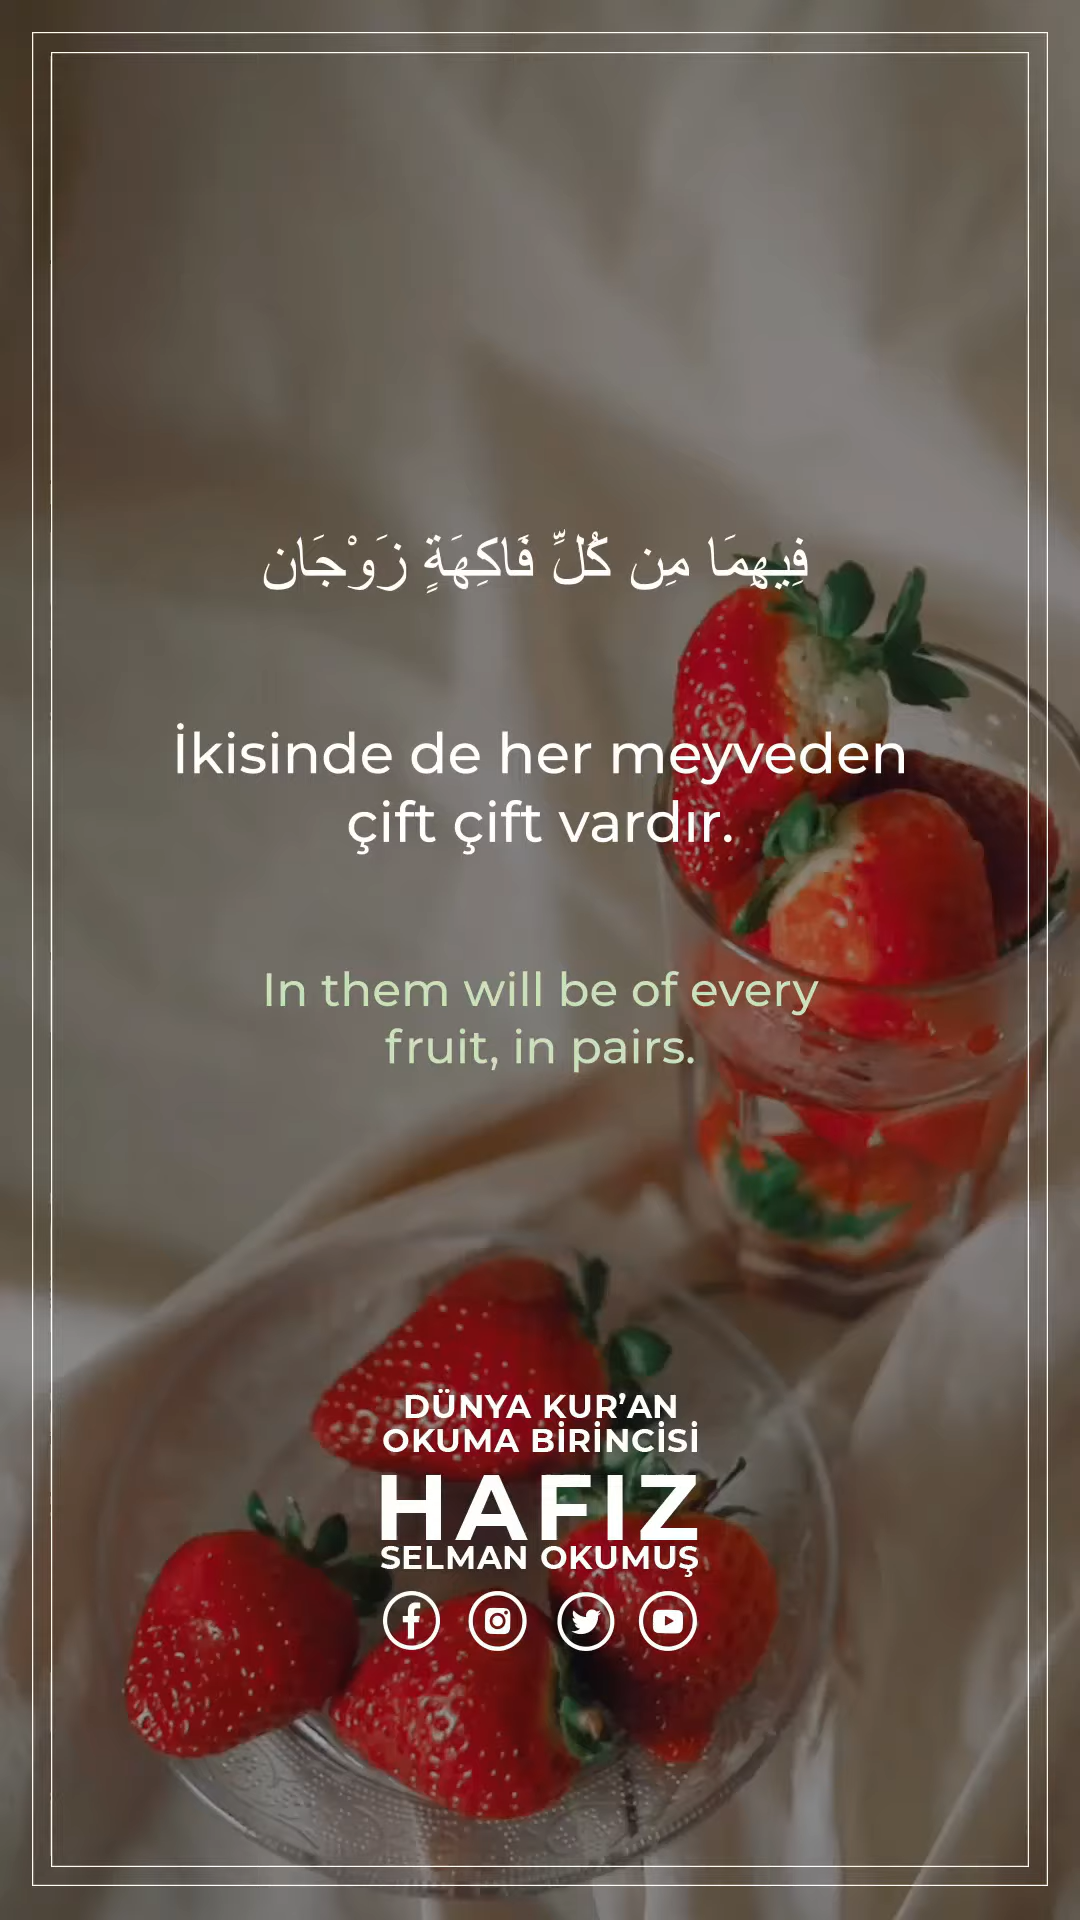 فِيهِمَا مِن كُلِّ فَاكِهَةٍ زَوْجَان
İkisinde de her meyveden
çift çift vardır.
In them will be of every
fruit, in pairs.
DÜNYA KUR’AN
OKUMA BİRİNCİSİ
HAFIZ
SELMAN OKUMUŞ